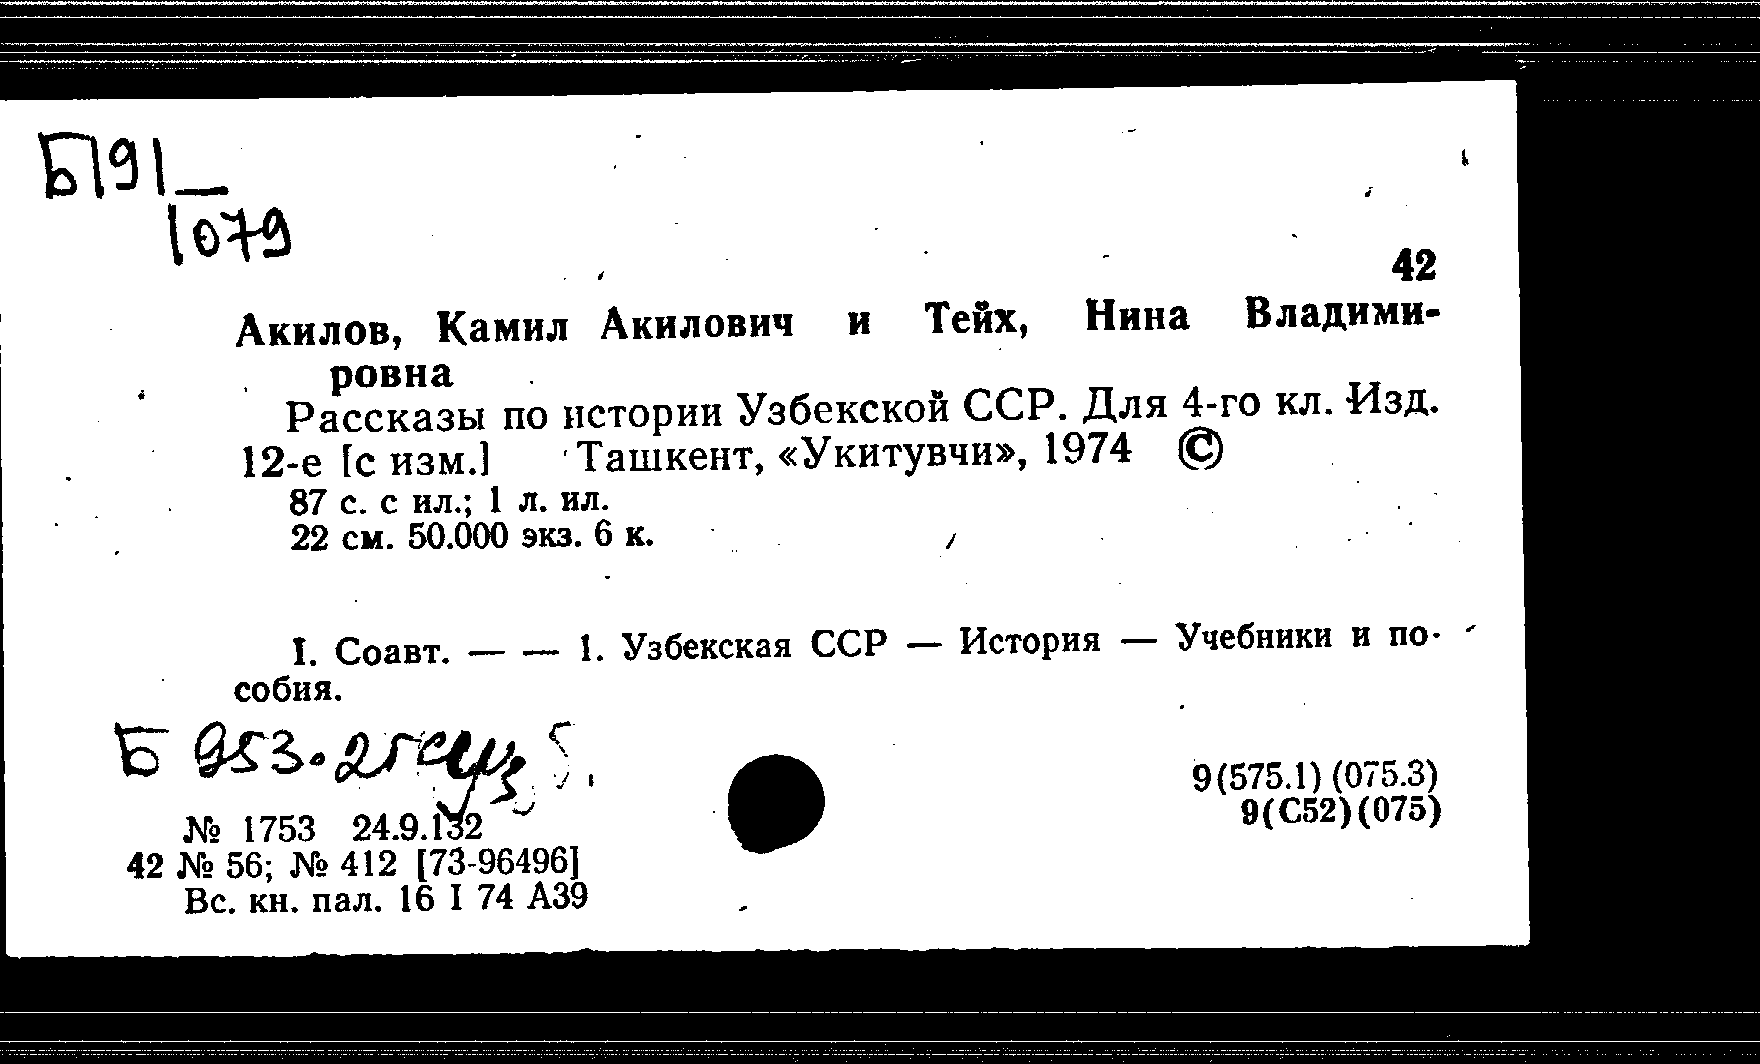 Б191
1079
42
Акилов, Камил Акилович и Тейх, Нина Владими-
ровна
Рассказы по истории Узбекской ССР. Для 4-го кл. Изд.
12-е [с изм.] Ташкент, «Укитувчи», 1974 ©
87 с. с ил.; 1 л. ил.
22 см. 50.000 экз. 6 к.
I. Соавт. — — 1. Узбекская ССР — История — Учебники и по-
собия.
Б 953.2
9(575.1) (075.3)
9(С52)(075)
№ 1753 24.9.132
42 № 56; № 412 [73-96496]
Вс. кн. пал. 16 I 74 А39